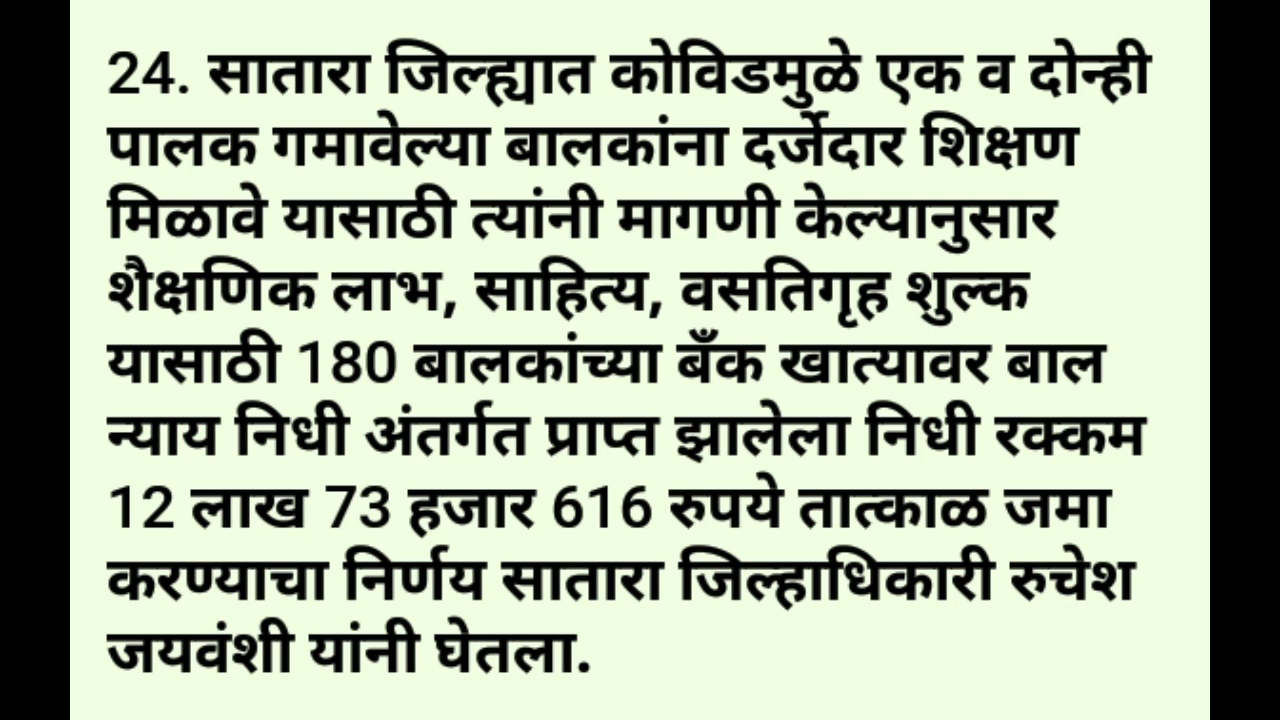 24. सातारा जिल्ह्यात कोविडमुळे एक व दोन्ही
पालक गमावेल्या बालकांना दर्जेदार शिक्षण
मिळावे यासाठी त्यांनी मागणी केल्यानुसार
शैक्षणिक लाभ, साहित्य, वसतिगृह शुल्क
यासाठी 180 बालकांच्या बँक खात्यावर बाल
न्याय निधी अंतर्गत प्राप्त झालेला निधी रक्कम
12 लाख 73 हजार 616 रुपये तात्काळ जमा
करण्याचा निर्णय सातारा जिल्हाधिकारी रुचेश
जयवंशी यांनी घेतला.